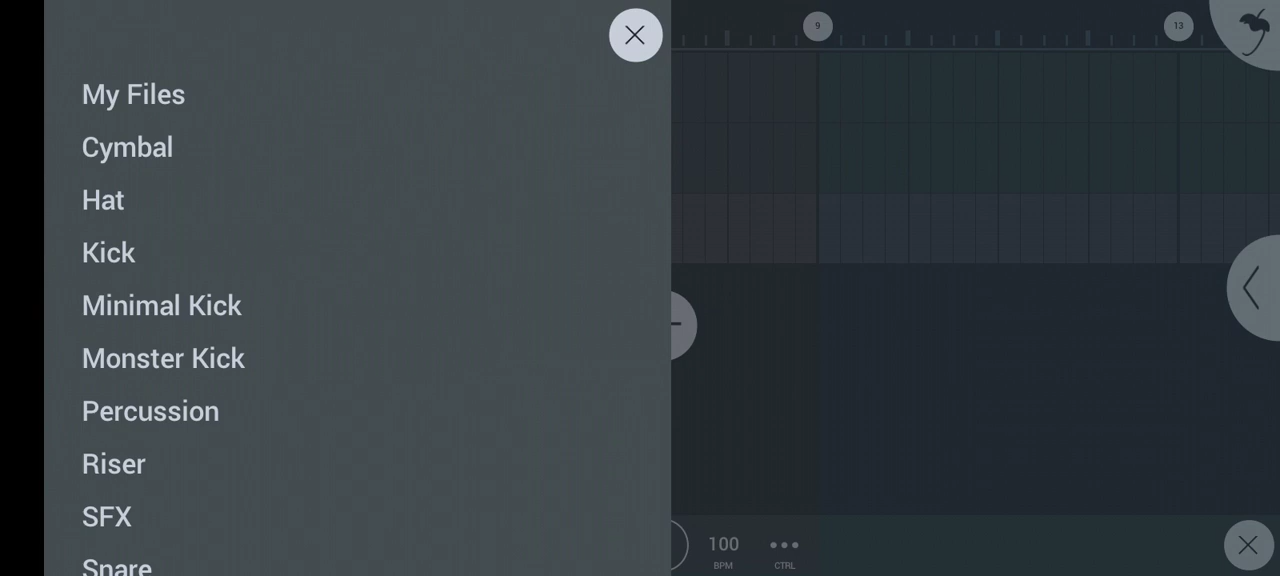 My Files
Cymbal
Hat
Kick
Minimal Kick
Monster Kick
Percussion
Riser
SFX
Snare
9
13
100
BPM
CTRL